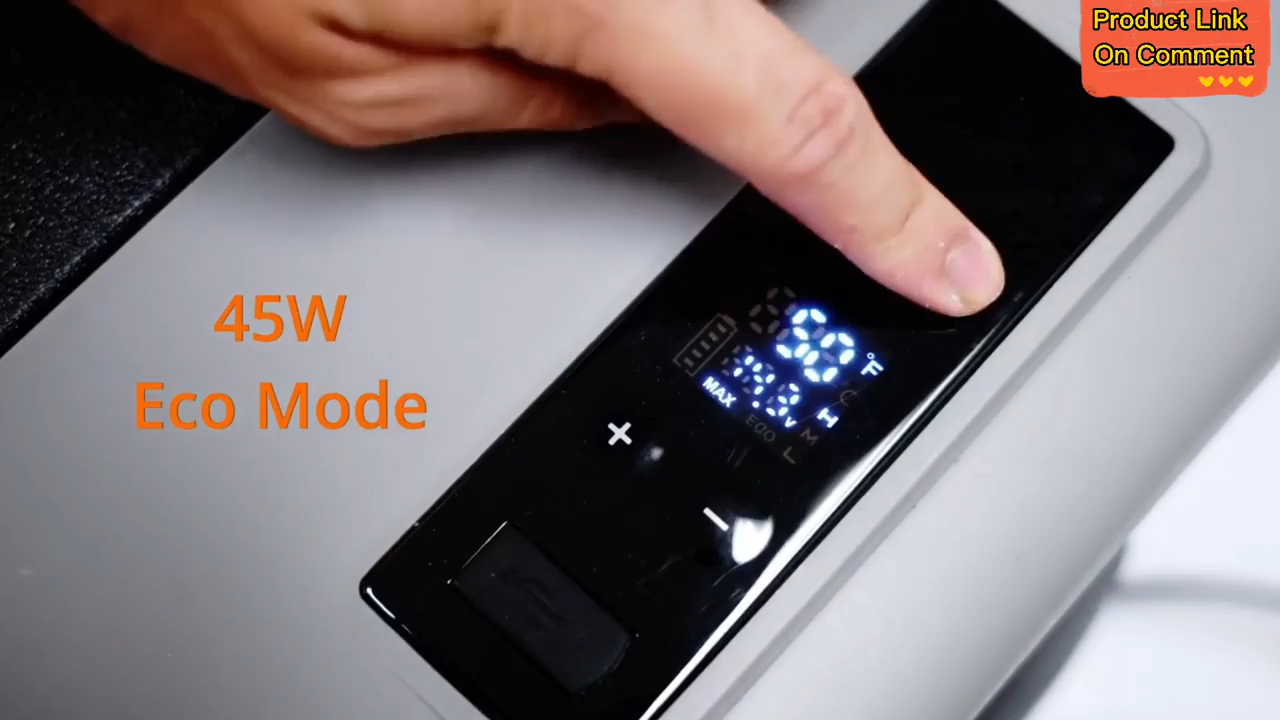 Product Link
On Comment
45W
Eco Mode
°F
MAX
V
H
ECO
M
L